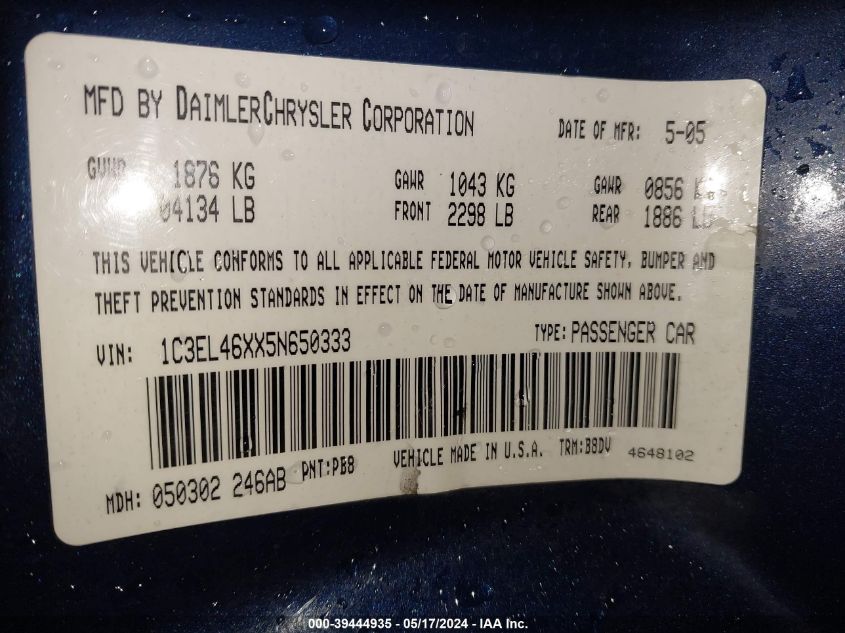 MFD BY DAIMLERCHRYSLER CORPORATION DATE OF MFR: 5-05
GVWR 1876 KG GAWR 1043 KG GAWR 0856 KG
04134 LB FRONT 2298 LB REAR 1886 LB
THIS VEHICLE CONFORMS TO ALL APPLICABLE FEDERAL MOTOR VEHICLE SAFETY, BUMPER AND
THEFT PREVENTION STANDARDS IN EFFECT ON THE DATE OF MANUFACTURE SHOWN ABOVE.
VIN: 1C3EL46XX5N650333 TYPE: PASSENGER CAR
MDH: 050302 246AB PNT: VEHICLE MADE IN U.S.A. TRM:B8DV 4648102
000-39444935 - 05/17/2024 - IAA Inc.